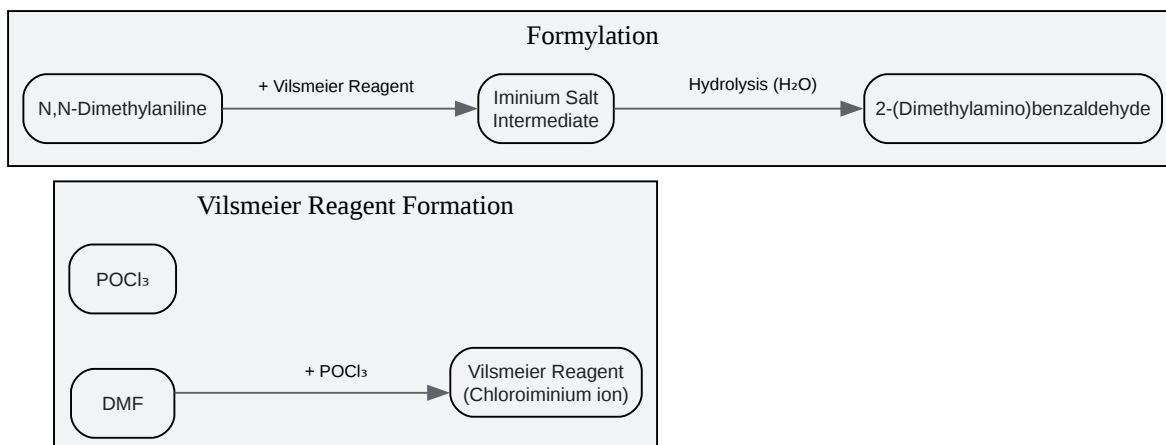 Formylation
N,N-Dimethylaniline
+ Vilsmeier Reagent
Iminium Salt
Intermediate
Hydrolysis (H₂O)
2-(Dimethylamino)benzaldehyde
Vilsmeier Reagent Formation
POCl₃
DMF
+ POCl₃
Vilsmeier Reagent
(Chloroiminium ion)